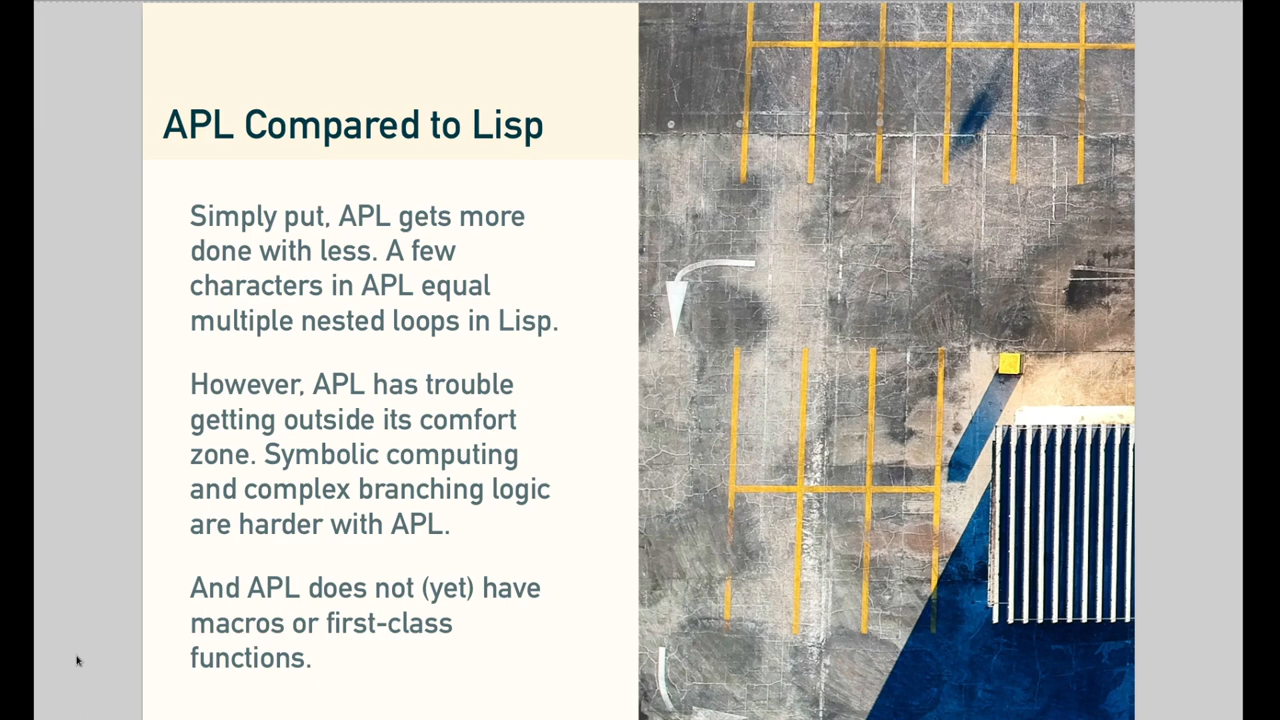 APL Compared to Lisp
Simply put, APL gets more
done with less. A few
characters in APL equal
multiple nested loops in Lisp.
However, APL has trouble
getting outside its comfort
zone. Symbolic computing
and complex branching logic
are harder with APL.
And APL does not (yet) have
macros or first-class
functions.